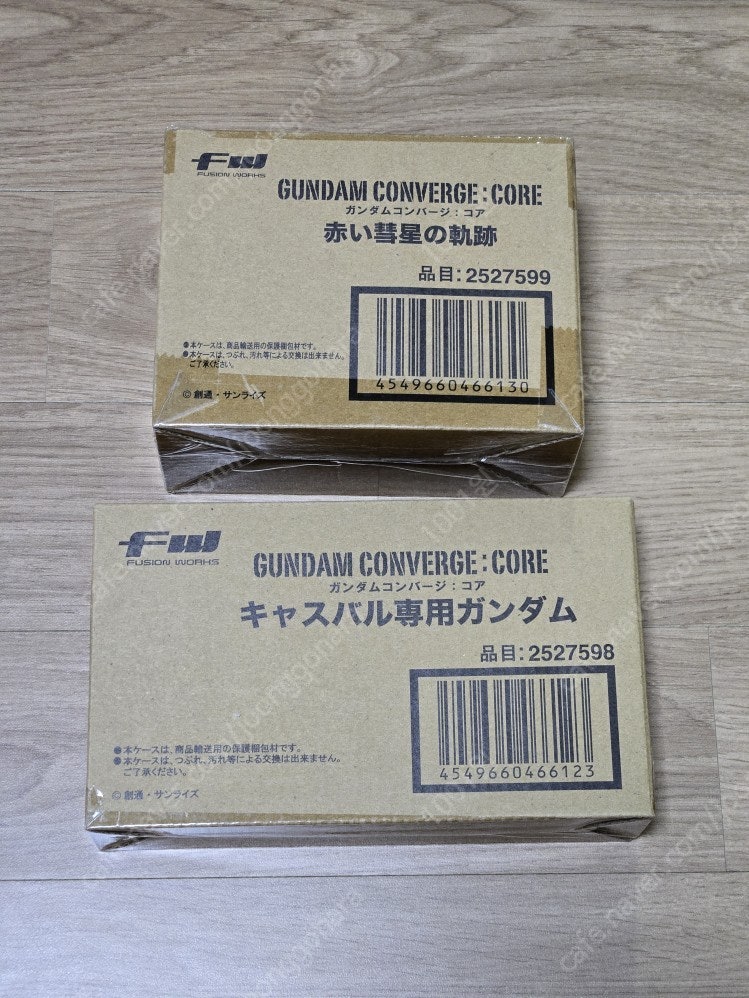 FW
FUSION WORKS
GUNDAM CONVERGE:CORE
ガンダムコンバージ:コア
赤い彗星の軌跡
品目:2527599
4549660466130
●本ケースは、商品輸送用の保護梱包材です。
●本ケースは、つぶれ、汚れ等による交換は出来ません。
ご了承ください。
©創通・サンライズ
FW
FUSION WORKS
GUNDAM CONVERGE:CORE
ガンダムコンバージ:コア
キャスバル専用ガンダム
品目:2527598
4549660466123
●本ケースは、商品輸送用の保護梱包材です。
●本ケースは、つぶれ、汚れ等による交換は出来ません。
ご了承ください。
©創通・サンライズ